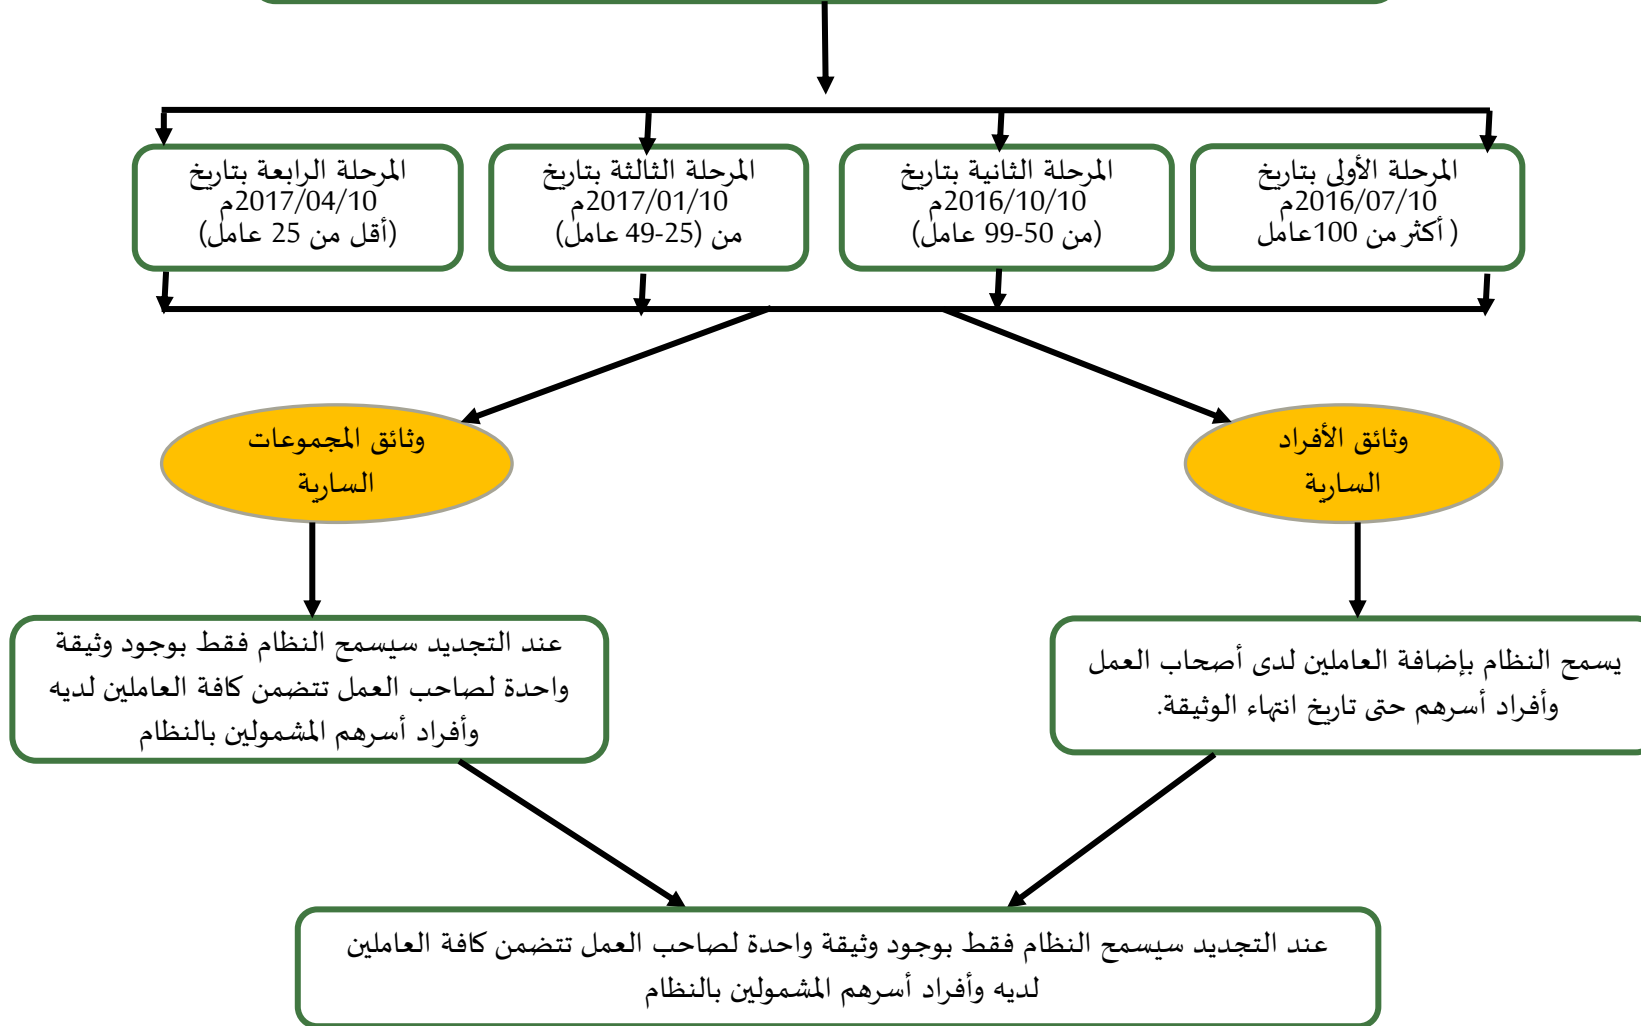 المرحلة الأولى بتاريخ
2016/07/10م
( أكثر من 100عامل
المرحلة الثانية بتاريخ
2016/10/10م
(من 50-99 عامل)
المرحلة الثالثة بتاريخ
2017/01/10م
من (25-49 عامل)
المرحلة الرابعة بتاريخ
2017/04/10م
(أقل من 25 عامل)
وثائق الأفراد
السارية
وثائق المجموعات
السارية
يسمح النظام بإضافة العاملين لدى أصحاب العمل
وأفراد أسرهم حتى تاريخ انتهاء الوثيقة.
عند التجديد سيسمح النظام فقط بوجود وثيقة
واحدة لصاحب العمل تتضمن كافة العاملين لديه
وأفراد أسرهم المشمولين بالنظام
عند التجديد سيسمح النظام فقط بوجود وثيقة واحدة لصاحب العمل تتضمن كافة العاملين
لديه وأفراد أسرهم المشمولين بالنظام